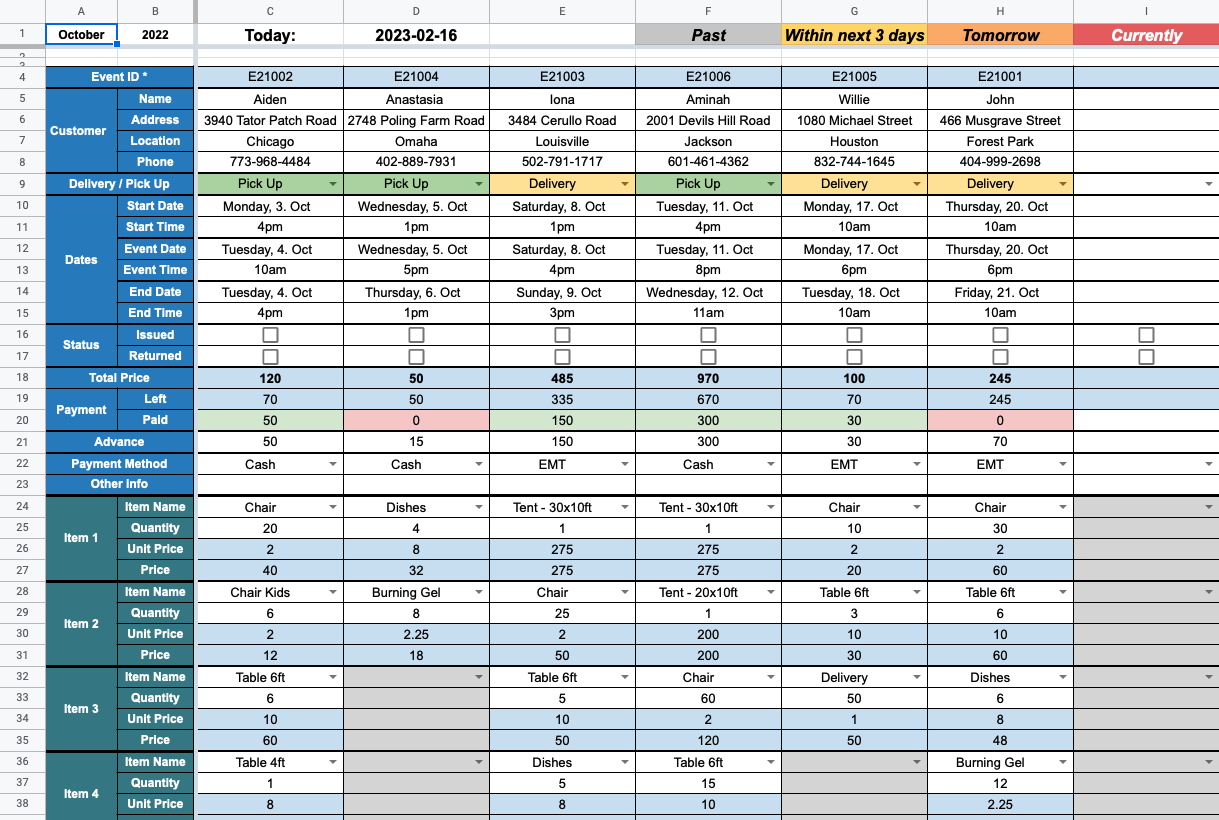 A B C D E F G H I
1 October 2022 Today: 2023-02-16 Past Within next 3 days Tomorrow Currently
4 Event ID * E21002 E21004 E21003 E21006 E21005 E21001
5 Customer Name Aiden Anastasia Iona Aminah Willie John
6 Address 3940 Tator Patch Road 2748 Poling Farm Road 3484 Cerullo Road 2001 Devils Hill Road 1080 Michael Street 466 Musgrave Street
7 Location Chicago Omaha Louisville Jackson Houston Forest Park
8 Phone 773-968-4484 402-889-7931 502-791-1717 601-461-4362 832-744-1645 404-999-2698
9 Delivery / Pick Up Pick Up Pick Up Delivery Pick Up Delivery Delivery
10 Dates Start Date Monday, 3. Oct Wednesday, 5. Oct Saturday, 8. Oct Tuesday, 11. Oct Monday, 17. Oct Thursday, 20. Oct
11 Start Time 4pm 1pm 1pm 4pm 10am 10am
12 Event Date Tuesday, 4. Oct Wednesday, 5. Oct Saturday, 8. Oct Tuesday, 11. Oct Monday, 17. Oct Thursday, 20. Oct
13 Event Time 10am 5pm 4pm 8pm 6pm 6pm
14 End Date Tuesday, 4. Oct Thursday, 6. Oct Sunday, 9. Oct Wednesday, 12. Oct Tuesday, 18. Oct Friday, 21. Oct
15 End Time 4pm 1pm 3pm 11am 10am 10am
16 Status Issued
17 Returned
18 Total Price 120 50 485 970 100 245
19 Payment Left 70 50 335 670 70 245
20 Paid 50 0 150 300 30 0
21 Advance 50 15 150 300 30 70
22 Payment Method Cash Cash EMT Cash EMT EMT
23 Other Info
24 Item 1 Item Name Chair Dishes Tent - 30x10ft Tent - 30x10ft Chair Chair
25 Quantity 20 4 1 1 10 30
26 Unit Price 2 8 275 275 2 2
27 Price 40 32 275 275 20 60
28 Item 2 Item Name Chair Kids Burning Gel Chair Tent - 20x10ft Table 6ft Table 6ft
29 Quantity 6 8 25 1 3 6
30 Unit Price 2 2.25 2 200 10 10
31 Price 12 18 50 200 30 60
32 Item 3 Item Name Table 6ft Table 6ft Chair Delivery Dishes
33 Quantity 6 5 60 50 6
34 Unit Price 10 10 2 1 8
35 Price 60 50 120 50 48
36 Item 4 Item Name Table 4ft Dishes Table 6ft Burning Gel
37 Quantity 1 5 15 12
38 Unit Price 8 8 10 2.25